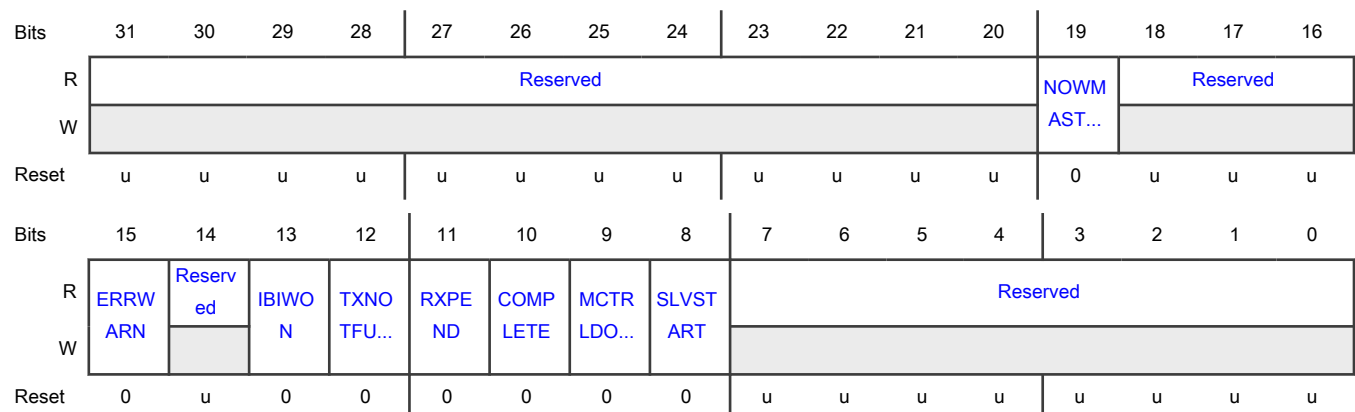 Bits 31 30 29 28 27 26 25 24 23 22 21 20 19 18 17 16
R Reserved NOWM Reserved
W AST...
Reset u u u u u u u u u u u u 0 u u u
Bits 15 14 13 12 11 10 9 8 7 6 5 4 3 2 1 0
R ERRW Reserv IBIWO TXNO RXPE COMP MCTR SLVST Reserved
ed
W ARN N TFU... ND LETE LDO... ART
Reset 0 u 0 0 0 0 0 0 u u u u u u u u